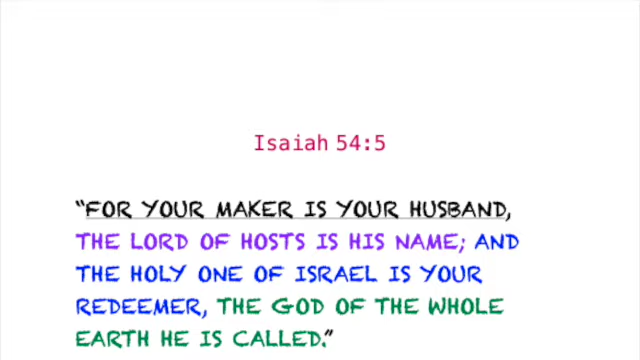 Isaiah 54:5
“FOR YOUR MAKER IS YOUR HUSBAND,
THE LORD OF HOSTS IS HIS NAME; AND
THE HOLY ONE OF ISRAEL IS YOUR
REDEEMER, THE GOD OF THE WHOLE
EARTH HE IS CALLED.”